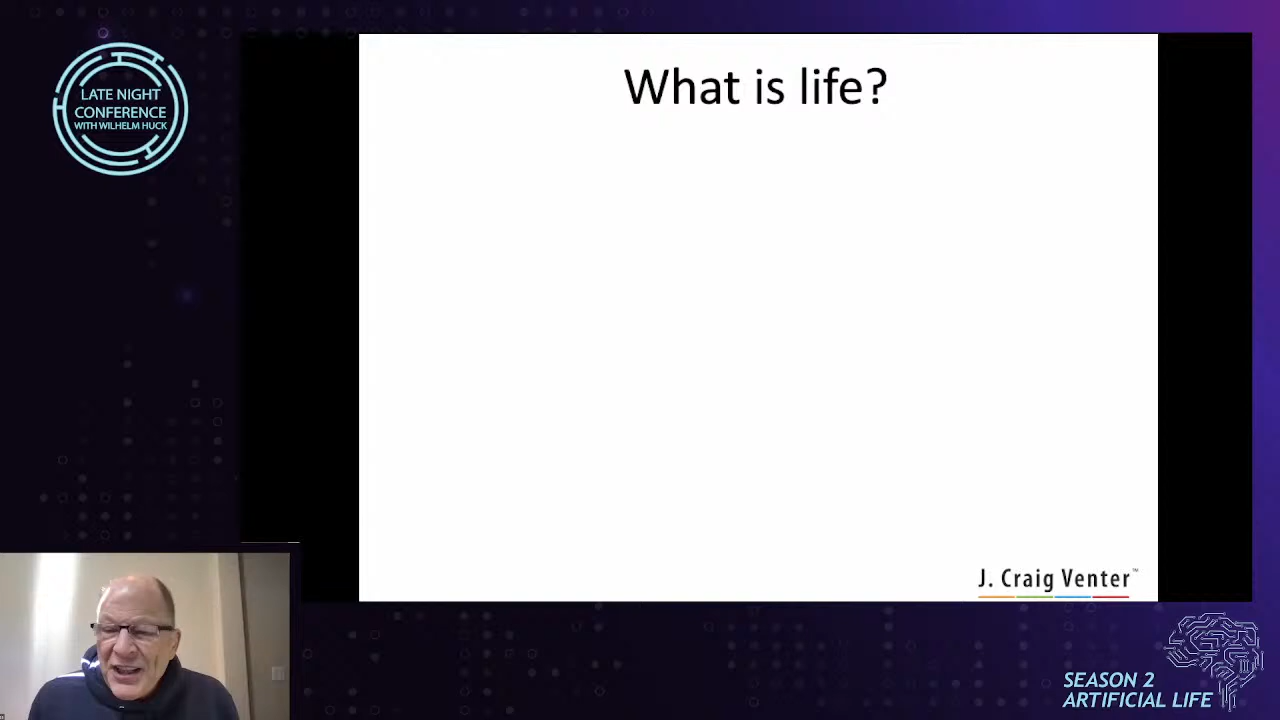 LATE NIGHT
CONFERENCE
WITH WILHELM HUCK
What is life?
J. Craig Venter™
SEASON 2
ARTIFICIAL LIFE